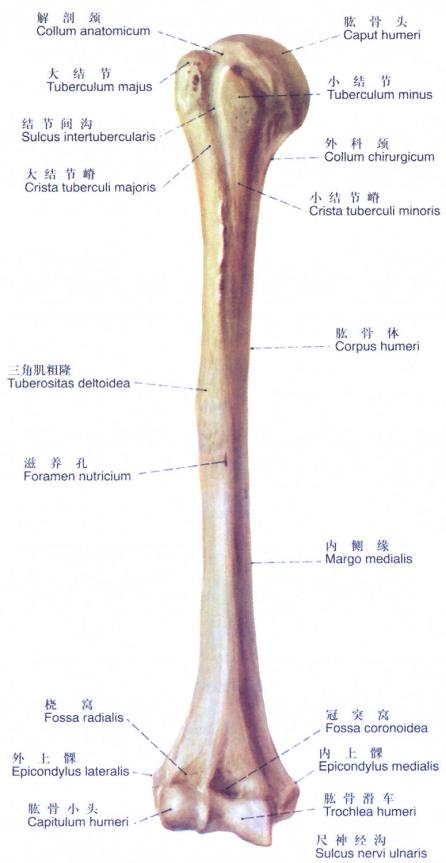 解剖颈
Collum anatomicum
肱骨头
Caput humeri
大结节
Tuberculum majus
小结节
Tuberculum minus
结节间沟
Sulcus intertubercularis
外科颈
Collum chirurgicum
大结节嵴
Crista tuberculi majoris
小结节嵴
Crista tuberculi minoris
肱骨体
Corpus humeri
三角肌粗隆
Tuberositas deltoidea
滋养孔
Foramen nutricium
内侧缘
Margo medialis
桡窝
Fossa radialis
冠突窝
Fossa coronoidea
外上髁
Epicondylus lateralis
内上髁
Epicondylus medialis
肱骨小头
Capitulum humeri
肱骨滑车
Trochlea humeri
尺神经沟
Sulcus nervi ulnaris